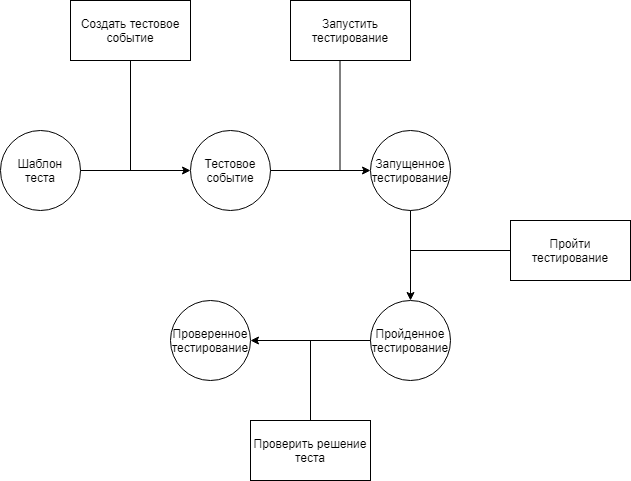 Создать тестовое
событие
Запустить
тестирование
Шаблон
теста
Тестовое
событие
Запущенное
тестирование
Пройти
тестирование
Проверенное
тестирование
Пройденное
тестирование
Проверить решение
теста